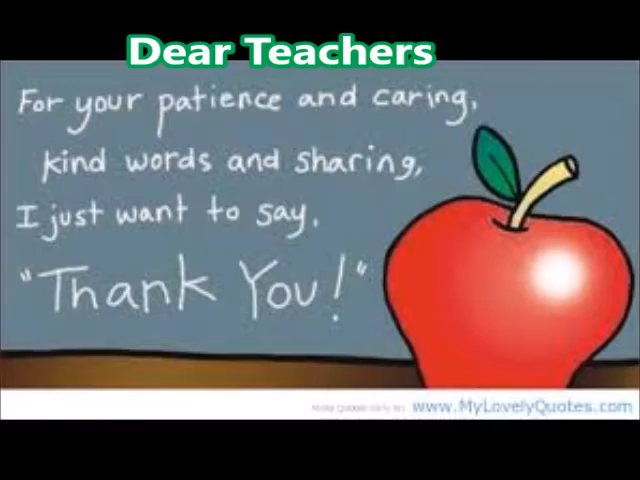 Dear Teachers
For your patience and caring,
kind words and sharing,
I just want to say,
"Thank You!"
www.MyLovelyQuotes.com